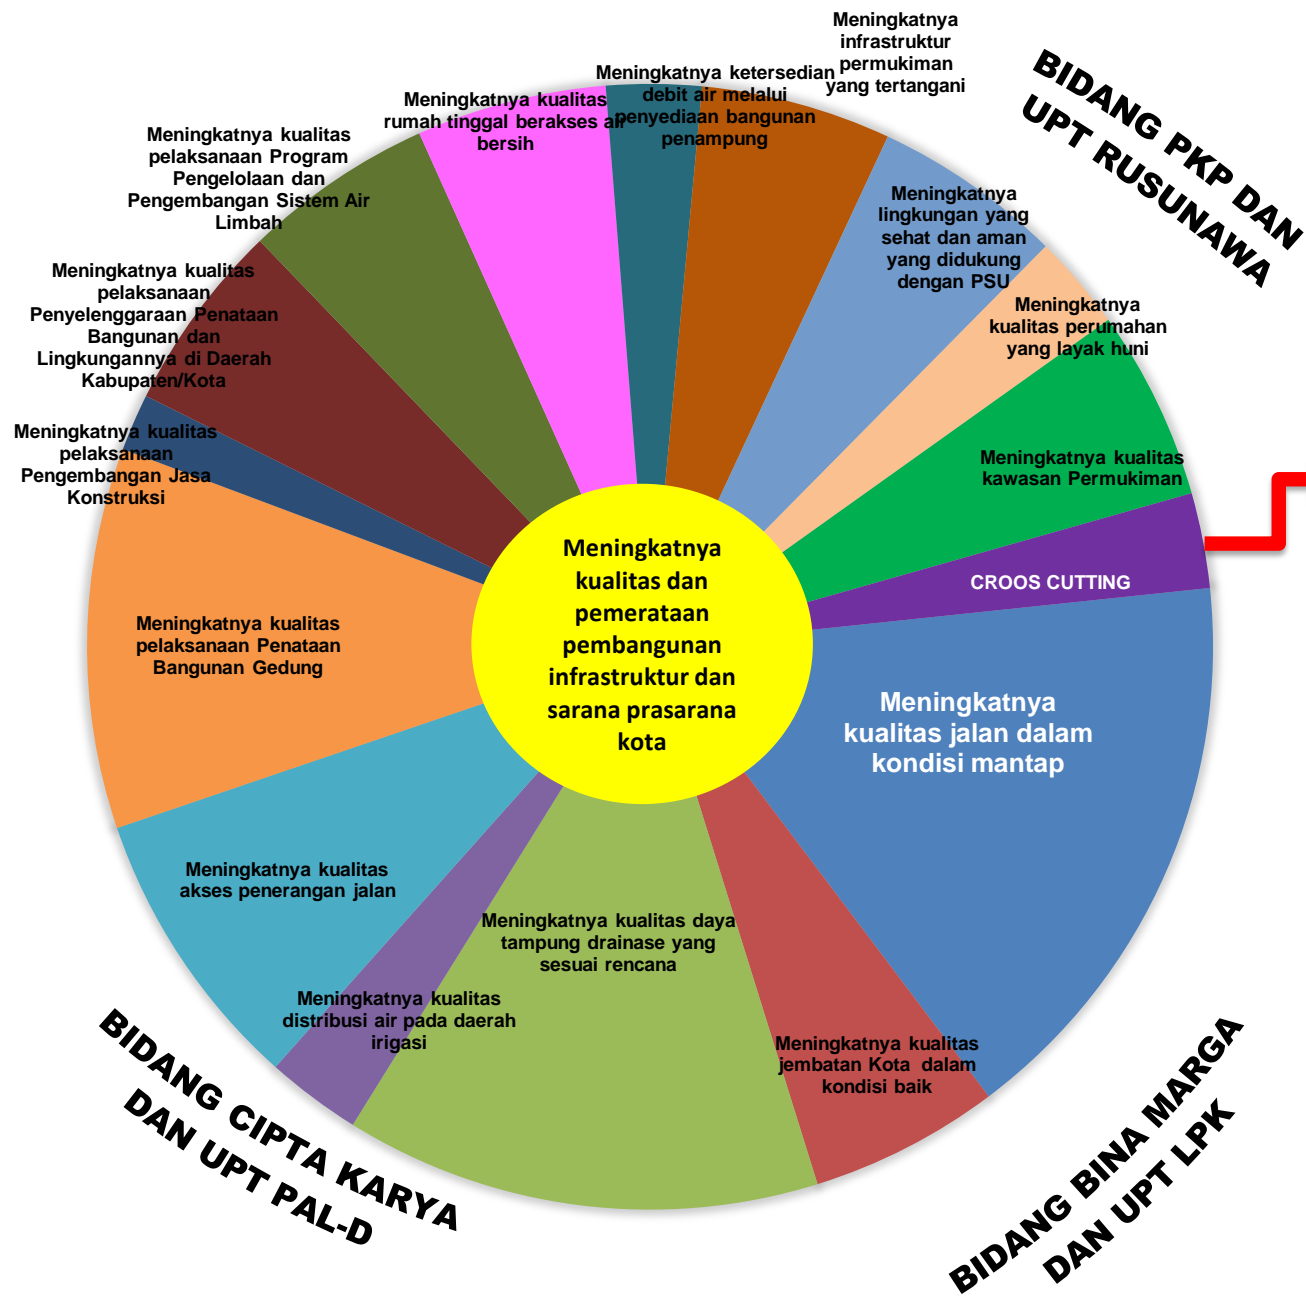 Meningkatnya
infrastruktur
permukiman
yang tertangani
BIDANG PKP DAN
UPT RUSUNAWA
Meningkatnya ketersedian
debit air melalui
penyediaan bangunan
penampung
Meningkatnya kualitas
rumah tinggal berakses air
bersih
Meningkatnya kualitas
pelaksanaan Program
Pengelolaan dan
Pengembangan Sistem Air
Limbah
Meningkatnya
lingkungan yang
sehat dan aman
yang didukung
dengan PSU
Meningkatnya kualitas
pelaksanaan
Penyelenggaraan Penataan
Bangunan dan
Lingkungannya di Daerah
Kabupaten/Kota
Meningkatnya
kualitas perumahan
yang layak huni
Meningkatnya kualitas
pelaksanaan
Pengembangan Jasa
Konstruksi
Meningkatnya kualitas
kawasan Permukiman
CROOS CUTTING
Meningkatnya
kualitas dan
pemerataan
pembangunan
infrastruktur dan
sarana prasarana
kota
Meningkatnya kualitas
pelaksanaan Penataan
Bangunan Gedung
Meningkatnya
kualitas jalan dalam
kondisi mantap
Meningkatnya kualitas
akses penerangan jalan
Meningkatnya kualitas daya
tampung drainase yang
sesuai rencana
Meningkatnya kualitas
distribusi air pada daerah
irigasi
Meningkatnya kualitas
jembatan Kota dalam
kondisi baik
BIDANG CIPTA KARYA
DAN UPT PAL-D
BIDANG BINA MARGA
DAN UPT LPK